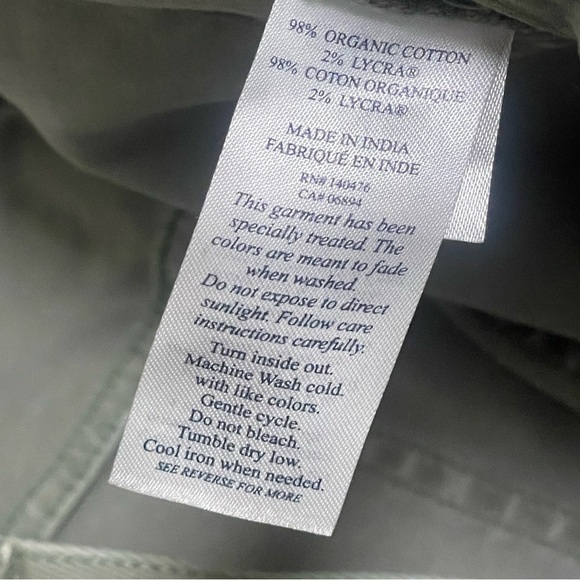 98% ORGANIC COTTON
2% LYCRA®
98% COTON ORGANIQUE
2% LYCRA®
MADE IN INDIA
FABRIQUÉ EN INDE
RN# 140476
CA# 06894
This garment has been
specially treated. The
colors are meant to fade
when washed.
Do not expose to direct
sunlight. Follow care
instructions carefully.
Turn inside out.
Machine Wash cold.
with like colors.
Gentle cycle.
Do not bleach.
Tumble dry low.
Cool iron when needed.
SEE REVERSE FOR MORE